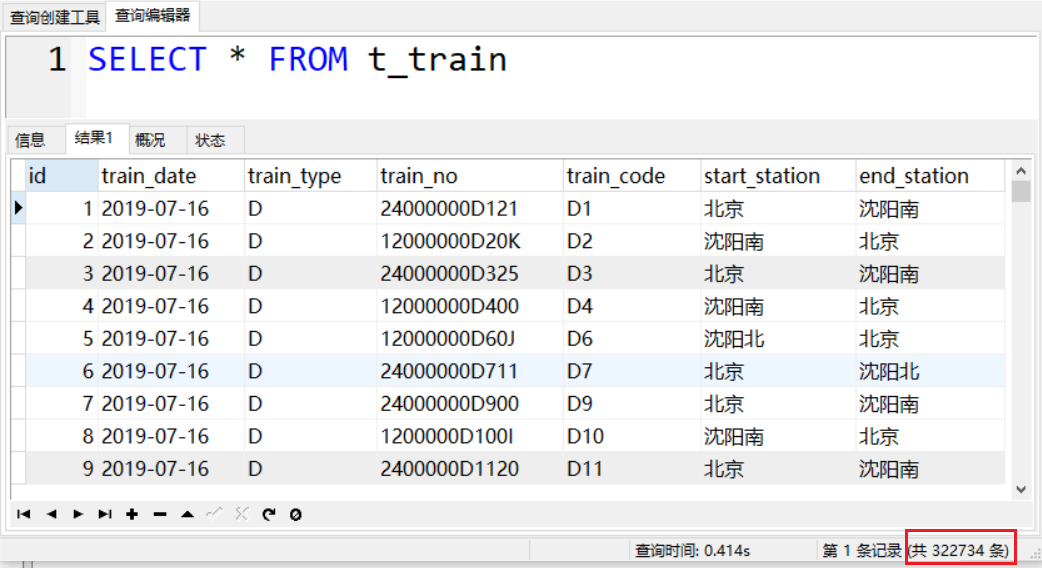 查询创建工具 查询编辑器
1 SELECT * FROM t_train
信息 结果1 概况 状态
id train_date train_type train_no train_code start_station end_station
1 2019-07-16 D 24000000D121 D1 北京 沈阳南
2 2019-07-16 D 12000000D20K D2 沈阳南 北京
3 2019-07-16 D 24000000D325 D3 北京 沈阳南
4 2019-07-16 D 12000000D400 D4 沈阳南 北京
5 2019-07-16 D 12000000D60J D6 沈阳北 北京
6 2019-07-16 D 24000000D711 D7 北京 沈阳北
7 2019-07-16 D 24000000D900 D9 北京 沈阳南
8 2019-07-16 D 1200000D100I D10 沈阳南 北京
9 2019-07-16 D 2400000D1120 D11 北京 沈阳南
查询时间: 0.414s 第 1 条记录 (共 322734 条)